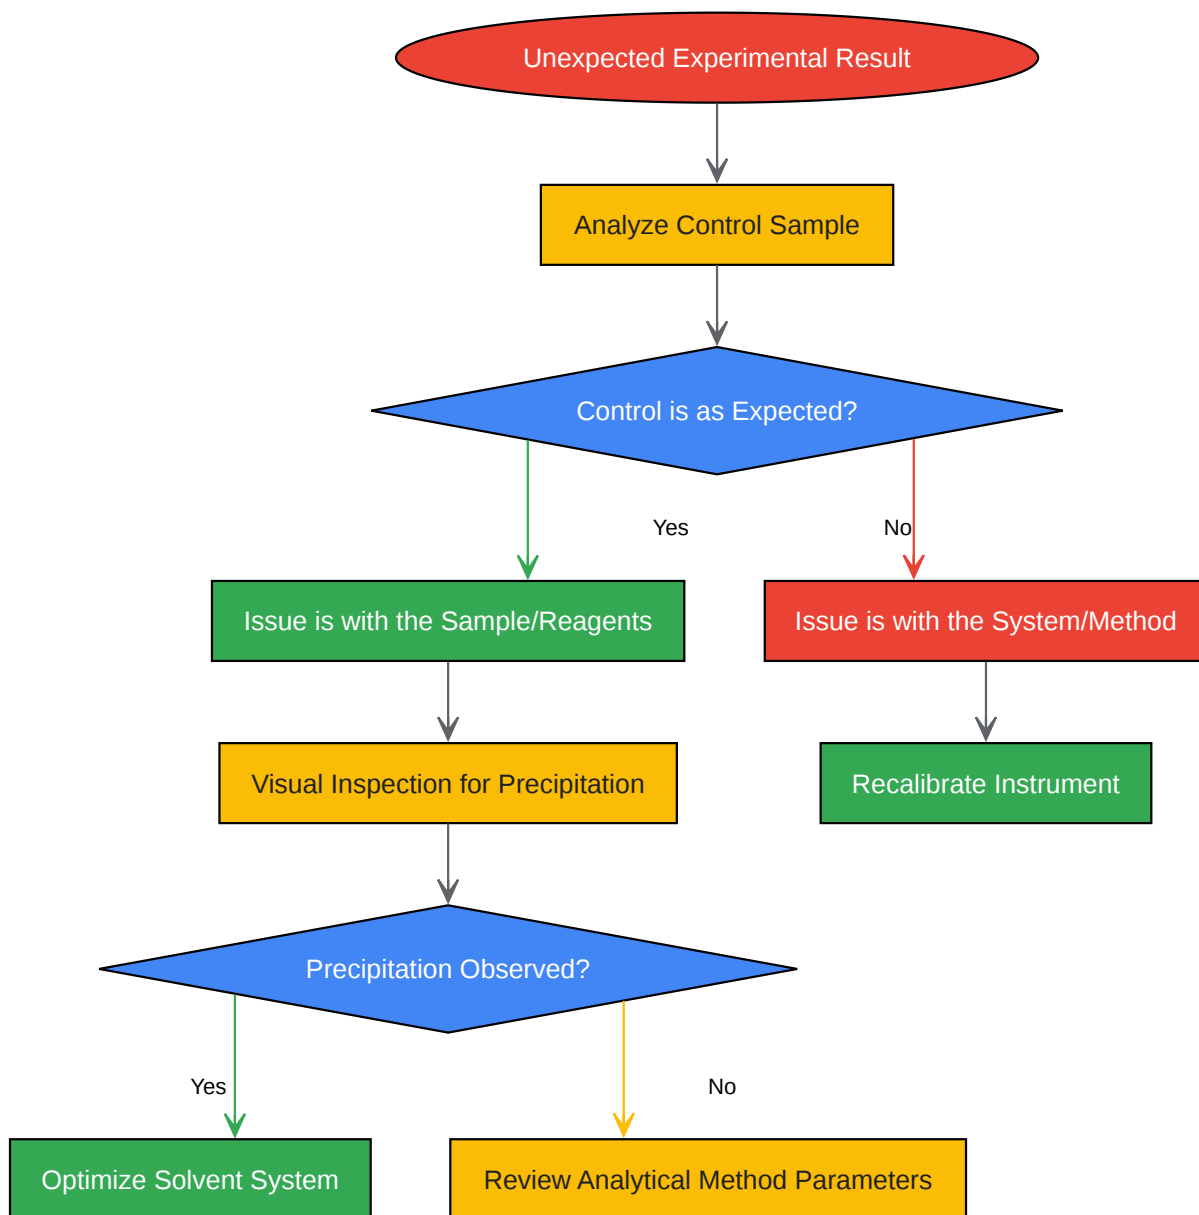 Unexpected Experimental Result
Analyze Control Sample
Control is as Expected?
Yes
No
Issue is with the Sample/Reagents
Issue is with the System/Method
Visual Inspection for Precipitation
Recalibrate Instrument
Precipitation Observed?
Yes
No
Optimize Solvent System
Review Analytical Method Parameters